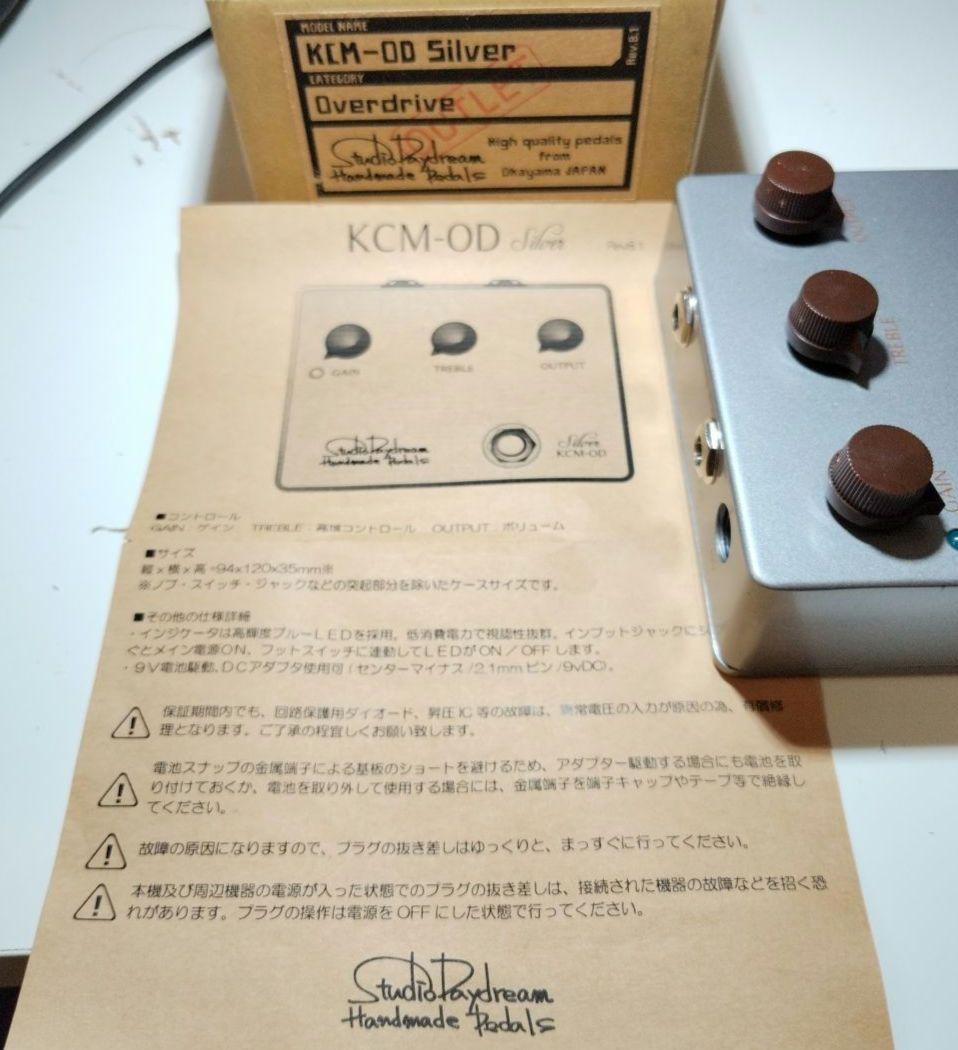 MODEL NAME
KCM-OD Silver
Rev.8.1
CATEGORY
Overdrive
OUTLET
StudioDaydream
Handmade Pedals
High quality pedals
from
Okayama JAPAN
KCM-OD Silver Rev.8.1
GAIN TREBLE OUTPUT
StudioDaydream
Handmade Pedals
Silver
KCM-OD
■コントロール
GAIN：ゲイン TREBLE：高域コントロール OUTPUT：ボリューム
■サイズ
縦×横×高=94x120x35mm※
※ノブ・スイッチ・ジャックなどの突起部分を除いたケースサイズです。
■その他の仕様詳細
・インジケータは高輝度ブルーLEDを採用。低消費電力で視認性抜群。インプットジャックにシ
ぐとメイン電源ON、フットスイッチに連動してLEDがON／OFFします。
・9V電池駆動、DCアダプタ使用可（センターマイナス/2.1mmピン/9vDC)。
保証期間内でも、回路保護用ダイオード、昇圧IC等の故障は、異常電圧の入力が原因の為、有償修
理となります。ご了承の程宜しくお願い致します。
電池スナップの金属端子による基板のショートを避けるため、アダプター駆動する場合にも電池を取
り付けておくか、電池を取り外して使用する場合には、金属端子を端子キャップやテープ等で絶縁し
てください。
故障の原因になりますので、プラグの抜き差しはゆっくりと、まっすぐに行ってください。
本機及び周辺機器の電源が入った状態でのプラグの抜き差しは、接続された機器の故障などを招く恐
れがあります。プラグの操作は電源をOFFにした状態で行ってください。
StudioDaydream
Handmade Pedals
TREBLE
GAIN